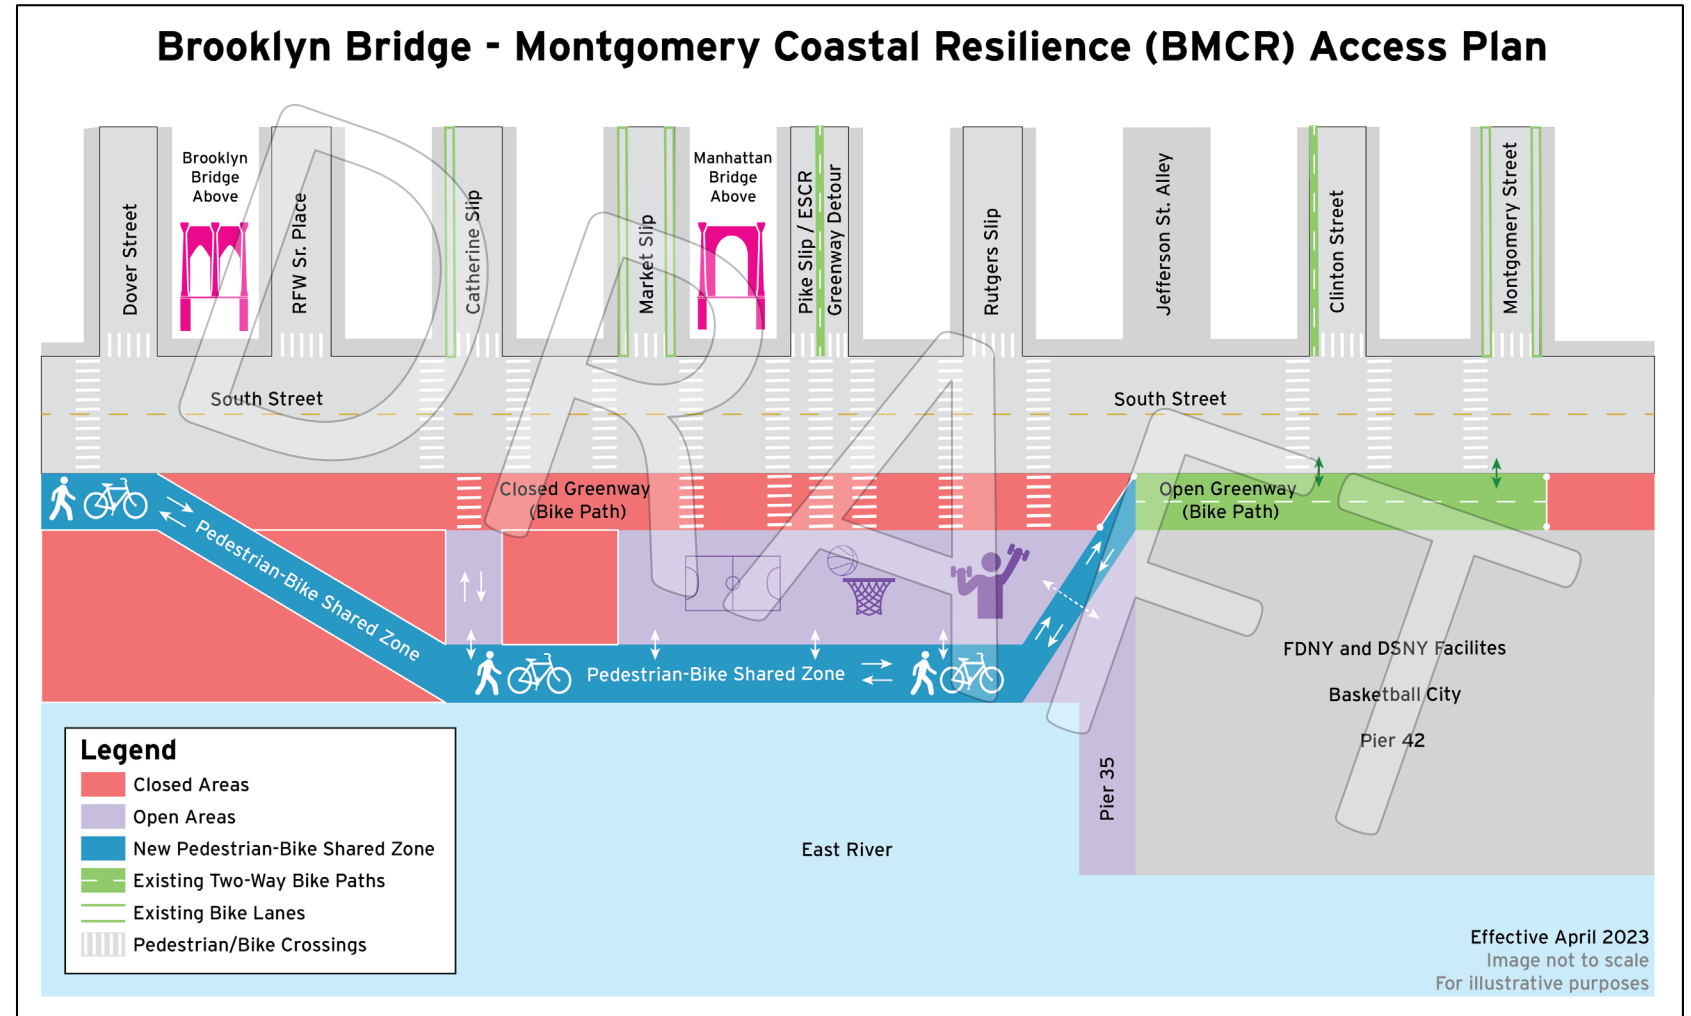 Brooklyn Bridge - Montgomery Coastal Resilience (BMCR) Access Plan
Dover Street
Brooklyn
Bridge
Above
RFW Sr. Place
Catherine Slip
Market Slip
Manhattan
Bridge
Above
Pike Slip / ESCR
Greenway Detour
Rutgers Slip
Jefferson St. Alley
Clinton Street
Montgomery Street
South Street
South Street
Closed Greenway
(Bike Path)
Open Greenway
(Bike Path)
Pedestrian-Bike Shared Zone
Pedestrian-Bike Shared Zone
FDNY and DSNY Facilites
Basketball City
Pier 42
Pier 35
East River
Legend
Closed Areas
Open Areas
New Pedestrian-Bike Shared Zone
Existing Two-Way Bike Paths
Existing Bike Lanes
Pedestrian/Bike Crossings
Effective April 2023
Image not to scale
For illustrative purposes
DRAFT